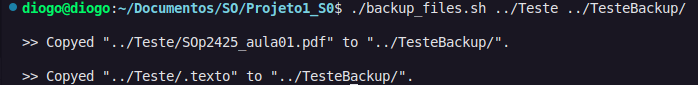 diogo@diogo:~/Documentos/SO/Projeto1_S0$ ./backup_files.sh ../Teste ../TesteBackup/
>> Copyed "../Teste/SOp2425_aula01.pdf" to "../TesteBackup/".
>> Copyed "../Teste/.texto" to "../TesteBackup/".